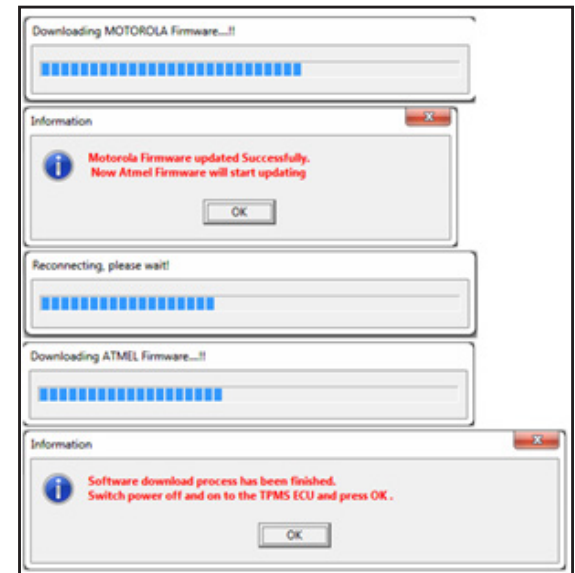 Downloading MOTOROLA Firmware....!!
Information
Motorola Firmware updated Successfully.
Now Atmel Firmware will start updating
OK
Reconnecting, please wait!
Downloading ATMEL Firmware....!!
Information
Software download process has been finished.
Switch power off and on to the TPMS ECU and press OK .
OK